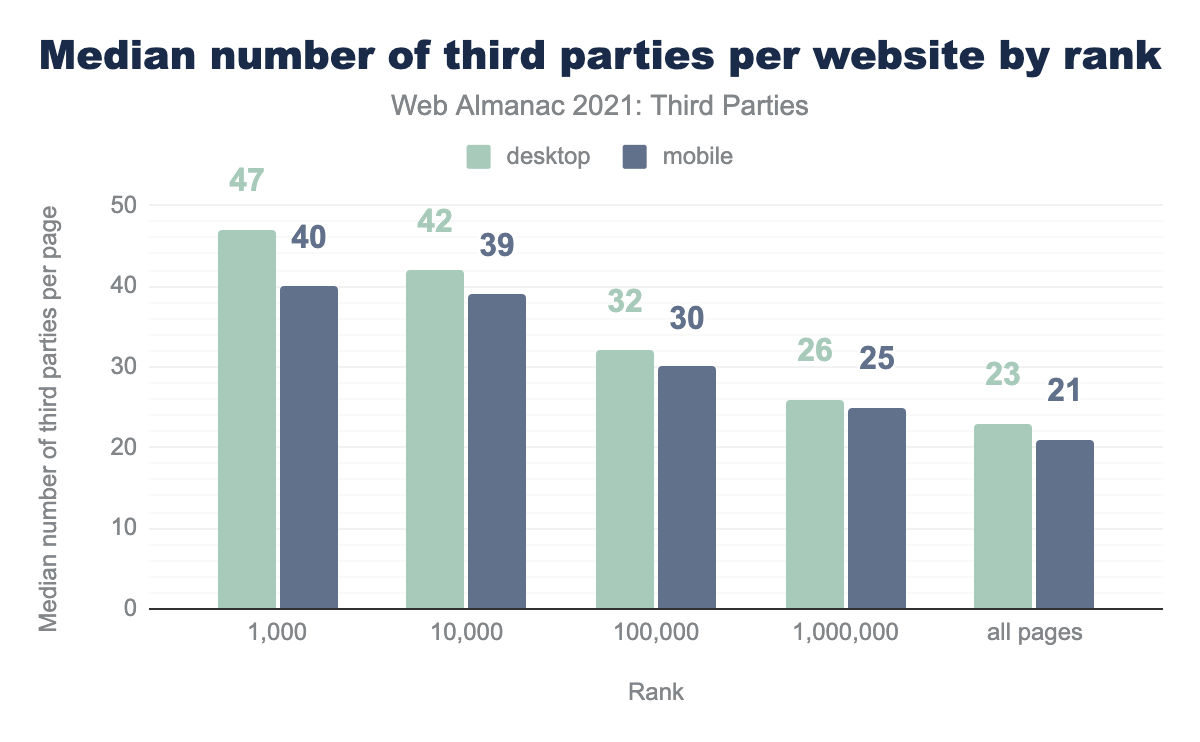 Median number of third parties per website by rank
Web Almanac 2021: Third Parties
desktop mobile
Median number of third parties per page
50
40
30
20
10
0
47 40 42 39 32 30 26 25 23 21
1,000 10,000 100,000 1,000,000 all pages
Rank